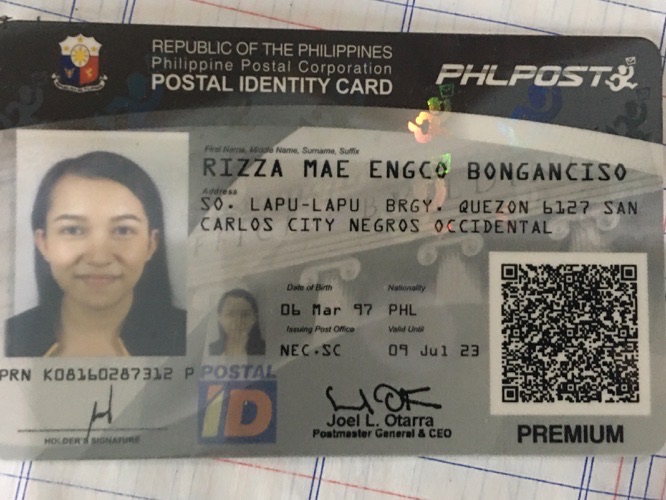 REPUBLIC OF THE PHILIPPINES
Philippine Postal Corporation
POSTAL IDENTITY CARD
PHLPOST
First Name, Middle Name, Surname, Suffix
RIZZA MAE ENGCO BONGANCISO
Address
SO. LAPU-LAPU BRGY. QUEZON 6127 SAN
CARLOS CITY NEGROS OCCIDENTAL
Date of Birth Nationality
06 Mar 97 PHL
Issuing Post Office Valid Until
NEC.SC 09 Jul 23
PRN K08160287312 P
POSTAL
iD
HOLDER'S SIGNATURE
Joel L. Otarra
Postmaster General & CEO
PREMIUM